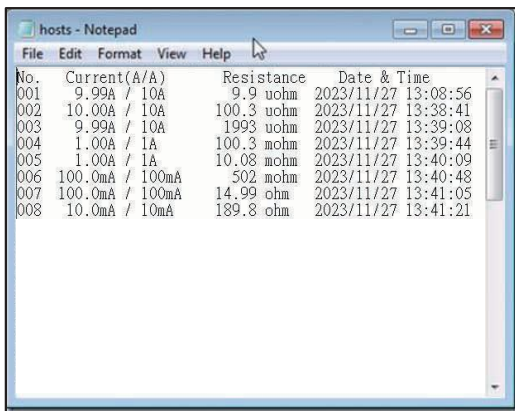 hosts - Notepad
File Edit Format View Help
No. Current(A/A) Resistance Date & Time
001 9.99A / 10A 9.9 uohm 2023/11/27 13:08:56
002 10.00A / 10A 100.3 uohm 2023/11/27 13:38:41
003 9.99A / 10A 1993 uohm 2023/11/27 13:39:08
004 1.00A / 1A 100.3 mohm 2023/11/27 13:39:44
005 1.00A / 1A 10.08 mohm 2023/11/27 13:40:09
006 100.0mA / 100mA 502 mohm 2023/11/27 13:40:48
007 100.0mA / 100mA 14.99 ohm 2023/11/27 13:41:05
008 10.0mA / 10mA 189.8 ohm 2023/11/27 13:41:21